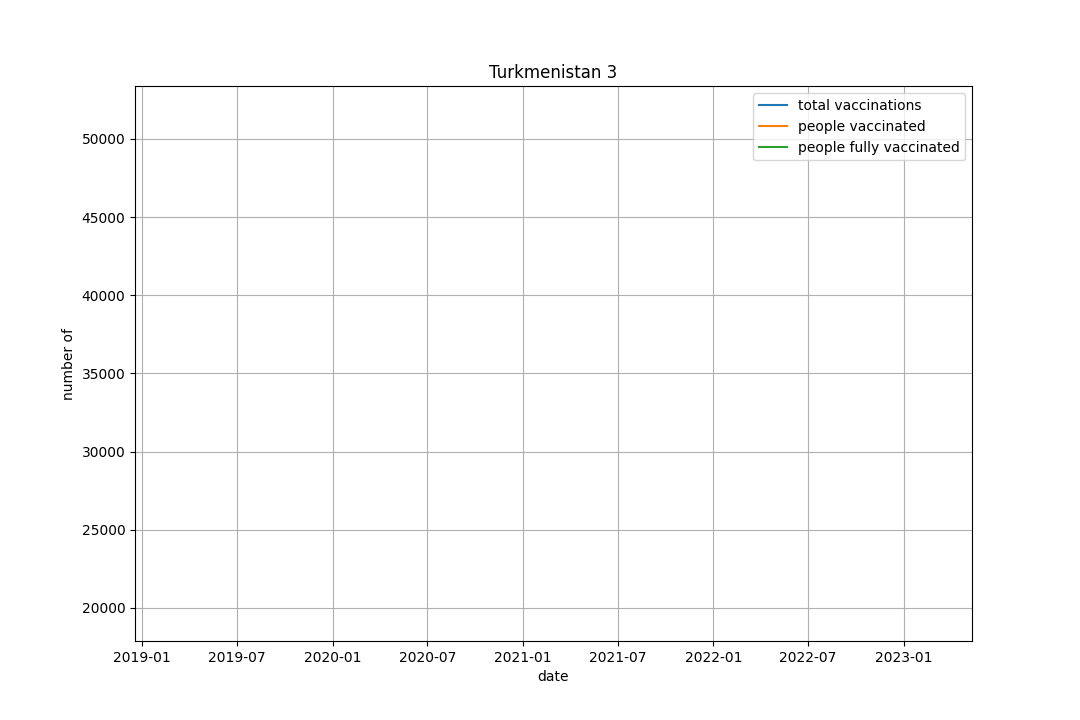 Turkmenistan 3
total vaccinations
people vaccinated
people fully vaccinated
50000
45000
40000
35000
30000
25000
20000
number of
2019-01 2019-07 2020-01 2020-07 2021-01 2021-07 2022-01 2022-07 2023-01
date